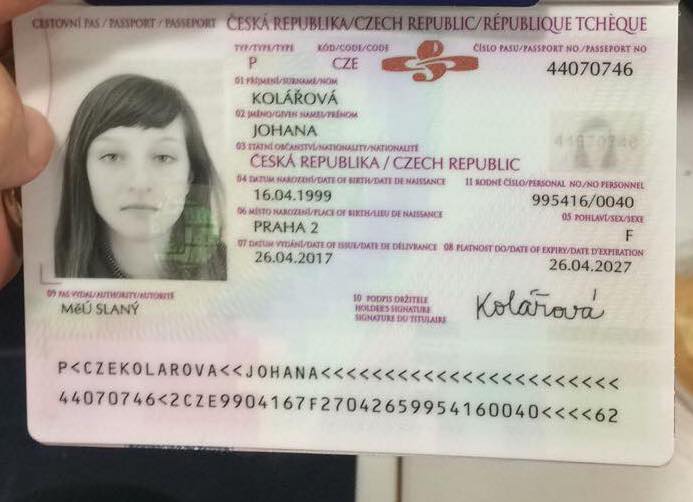 CESTOVNÍ PAS / PASSPORT / PASSEPORT ČESKÁ REPUBLIKA/CZECH REPUBLIC/RÉPUBLIQUE TCHÈQUE
TYP/TYPE/TYPE KÓD/CODE/CODE ČÍSLO PASU/PASSPORT NO./PASSEPORT NO
P CZE 44070746
01 PŘÍJMENÍ/SURNAME/NOM
KOLÁŘOVÁ
02 JMÉNO/GIVEN NAMES/PRÉNOM
JOHANA
03 STÁTNÍ OBČANSTVÍ/NATIONALITY/NATIONALITÉ
ČESKÁ REPUBLIKA / CZECH REPUBLIC
04 DATUM NAROZENÍ/DATE OF BIRTH/DATE DE NAISSANCE 11 RODNÉ ČÍSLO/PERSONAL NO./NO PERSONNEL
16.04.1999 995416/0040
06 MÍSTO NAROZENÍ/PLACE OF BIRTH/LIEU DE NAISSANCE 05 POHLAVÍ/SEX/SEXE
PRAHA 2 F
07 DATUM VYDÁNÍ/DATE OF ISSUE/DATE DE DÉLIVRANCE 08 PLATNOST DO/DATE OF EXPIRY/DATE D'EXPIRATION
26.04.2017 26.04.2027
09 PAS VYDAL/AUTHORITY/AUTORITÉ
MěÚ SLANÝ
10 PODPIS DRŽITELE
HOLDER'S SIGNATURE
SIGNATURE DU TITULAIRE
Kolářová
P<CZEKOLAROVA<<JOHANA<<<<<<<<<<<<<<<<<<<<<<<
44070746<2CZE9904167F27042659954160040<<<<62